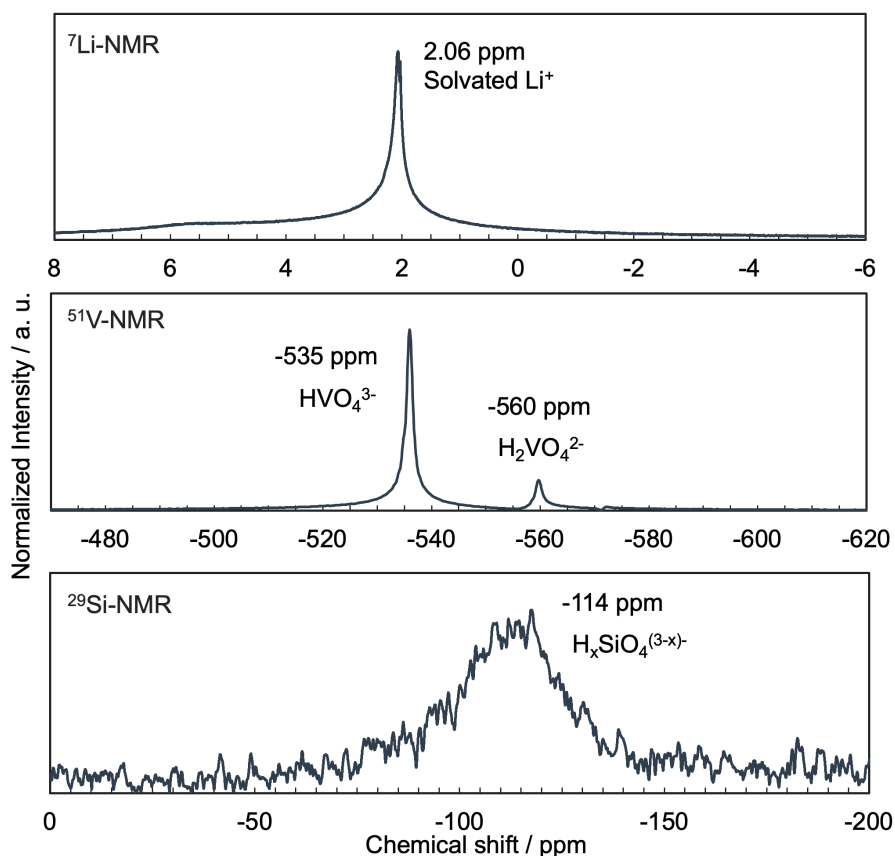 ⁷Li-NMR
2.06 ppm
Solvated Li⁺
8 6 4 2 0 -2 -4 -6
⁵¹V-NMR
-535 ppm
HVO₄³⁻
-560 ppm
H₂VO₄²⁻
-480 -500 -520 -540 -560 -580 -600 -620
Normalized Intensity / a. u.
²⁹Si-NMR
-114 ppm
HₓSiO₄⁽³⁻ˣ⁾⁻
0 -50 -100 -150 -200
Chemical shift / ppm